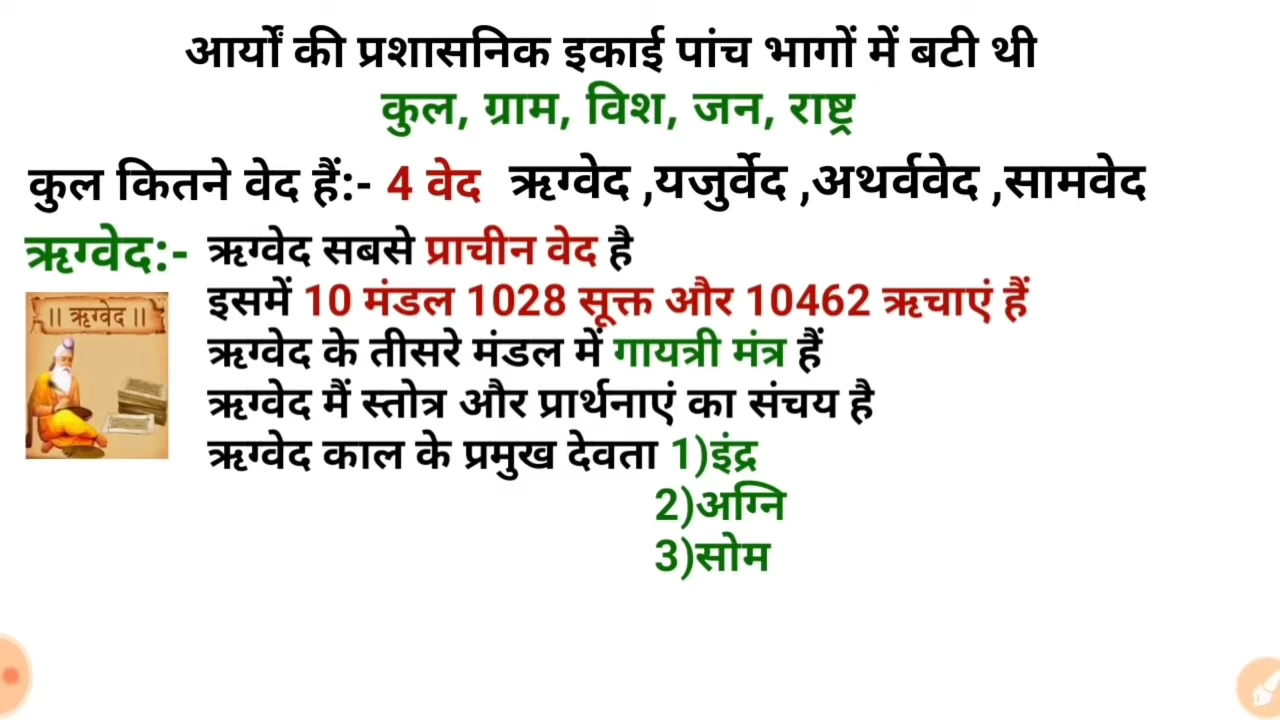 आर्यों की प्रशासनिक इकाई पांच भागों में बटी थी
कुल, ग्राम, विश, जन, राष्ट्र
कुल कितने वेद हैं:- 4 वेद ऋग्वेद ,यजुर्वेद ,अथर्ववेद ,सामवेद
ऋग्वेद:- ऋग्वेद सबसे प्राचीन वेद है
इसमें 10 मंडल 1028 सूक्त और 10462 ऋचाएं हैं
|| ऋग्वेद ||
ऋग्वेद के तीसरे मंडल में गायत्री मंत्र हैं
ऋग्वेद मैं स्तोत्र और प्रार्थनाएं का संचय है
ऋग्वेद काल के प्रमुख देवता 1)इंद्र
2)अग्नि
3)सोम